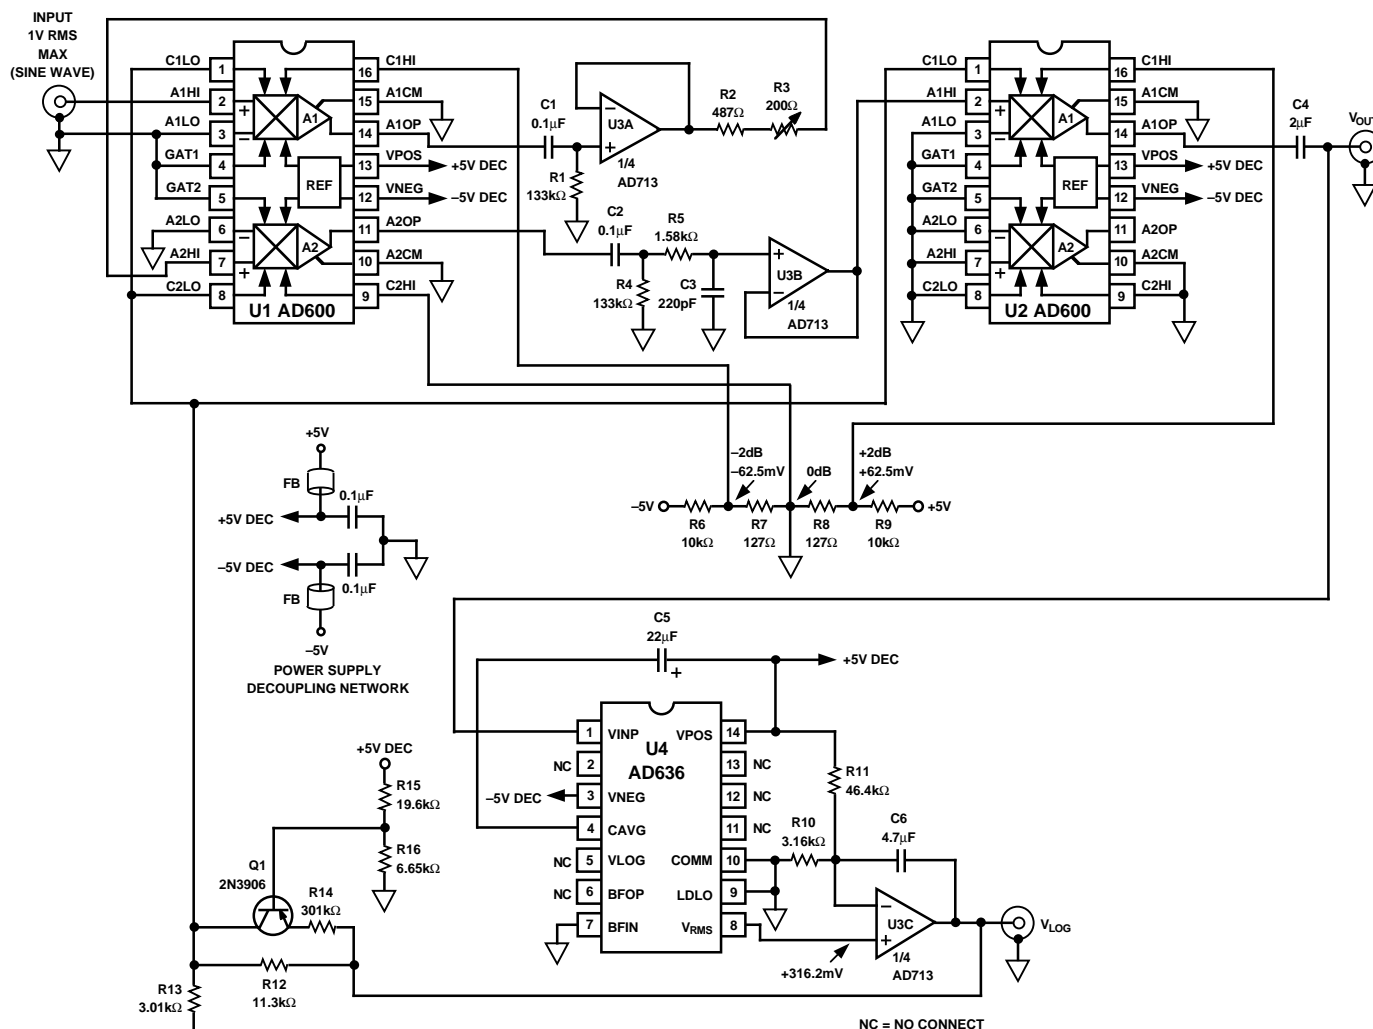 INPUT
1V RMS
MAX
(SINE WAVE)
C1LO 1
A1HI 2
A1LO 3
GAT1 4
GAT2 5
A2LO 6
A2HI 7
C2LO 8
+
−
−
+
A1
REF
A2
U1 AD600
16 C1HI
15 A1CM
14 A1OP
13 VPOS
+5V DEC
12 VNEG
−5V DEC
11 A2OP
10 A2CM
9 C2HI
C1
0.1µF
R1
133kΩ
−
+
U3A
1/4
AD713
R2
487Ω
R3
200Ω
C2
0.1µF
R5
1.58kΩ
R4
133kΩ
C3
220pF
+
−
U3B
1/4
AD713
C1LO 1
A1HI 2
A1LO 3
GAT1 4
GAT2 5
A2LO 6
A2HI 7
C2LO 8
+
−
−
+
A1
REF
A2
U2 AD600
16 C1HI
15 A1CM
14 A1OP
13 VPOS
+5V DEC
12 VNEG
−5V DEC
11 A2OP
10 A2CM
9 C2HI
C4
2µF
VOUT
+5V
FB
0.1µF
+5V DEC
−5V DEC
0.1µF
FB
−5V
POWER SUPPLY
DECOUPLING NETWORK
−2dB
−62.5mV
0dB
+2dB
+62.5mV
−5V
R6
10kΩ
R7
127Ω
R8
127Ω
R9
10kΩ
+5V
C5
22µF
+
+5V DEC
U4
AD636
1 VINP
NC 2
−5V DEC 3 VNEG
4 CAVG
NC 5 VLOG
NC 6 BFOP
7 BFIN
VPOS 14
13 NC
12 NC
11 NC
COMM 10
LDLO 9
VRMS 8
R11
46.4kΩ
R10
3.16kΩ
C6
4.7µF
−
+
U3C
1/4
AD713
+316.2mV
VLOG
+5V DEC
R15
19.6kΩ
R16
6.65kΩ
Q1
2N3906
R14
301kΩ
R12
11.3kΩ
R13
3.01kΩ
NC = NO CONNECT